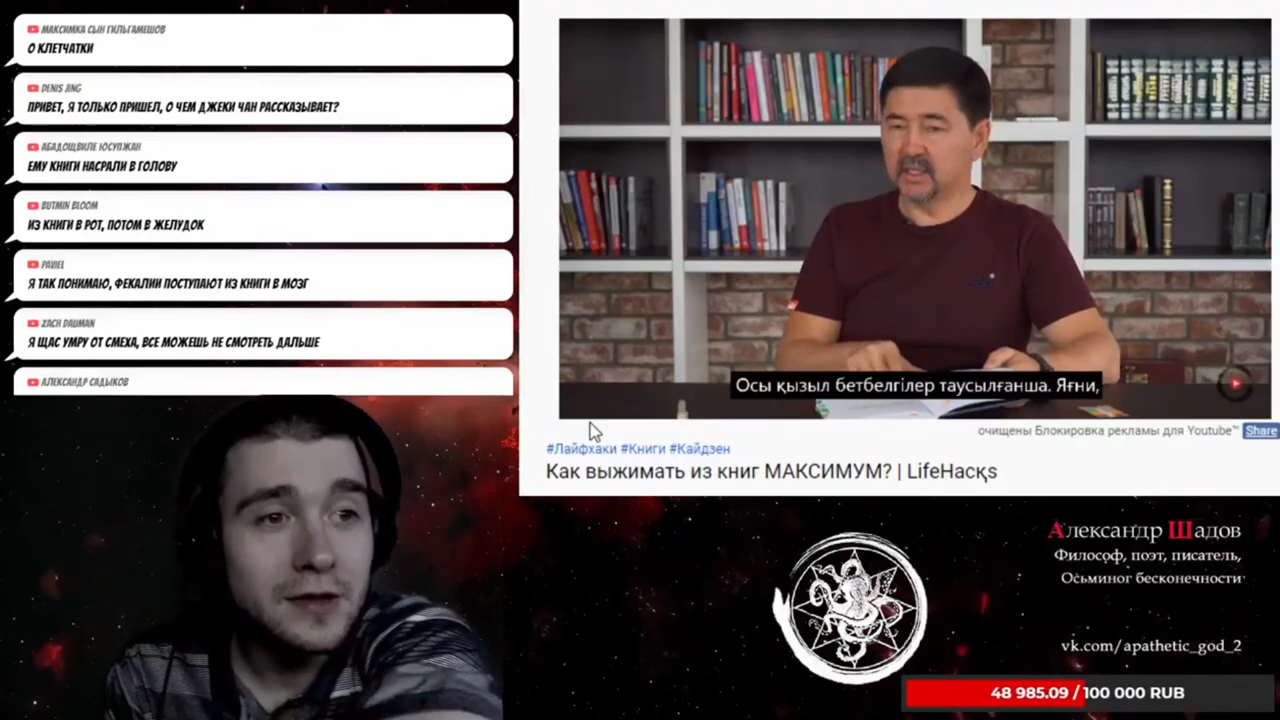 МАКСИМКА СЫН ГИЛЬГАМЕШОВ
О КЛЕТЧАТКИ
DENIS JING
ПРИВЕТ, Я ТОЛЬКО ПРИШЕЛ, О ЧЕМ ДЖЕКИ ЧАН РАССКАЗЫВАЕТ?
АБАДОЩВИЛЕ ЮСУПЖАН
ЕМУ КНИГИ НАСРАЛИ В ГОЛОВУ
BUTMIN BLOOM
ИЗ КНИГИ В РОТ, ПОТОМ В ЖЕЛУДОК
PAVIEL
Я ТАК ПОНИМАЮ, ФЕКАЛИИ ПОСТУПАЮТ ИЗ КНИГИ В МОЗГ
ZACH DAUMAN
Я ЩАС УМРУ ОТ СМЕХА, ВСЕ МОЖЕШЬ НЕ СМОТРЕТЬ ДАЛЬШЕ
АЛЕКСАНДР САДЫКОВ
Осы қызыл бетбелгілер таусылғанша. Яғни,
очищены Блокировка рекламы для Youtube™ Share
#Лайфхаки #Книги #Кайдзен
Как выжимать из книг МАКСИМУМ? | LifeHacқs
Александр Шадов
Философ, поэт, писатель,
Осьминог бесконечности
vk.com/apathetic_god_2
48 985.09 / 100 000 RUB